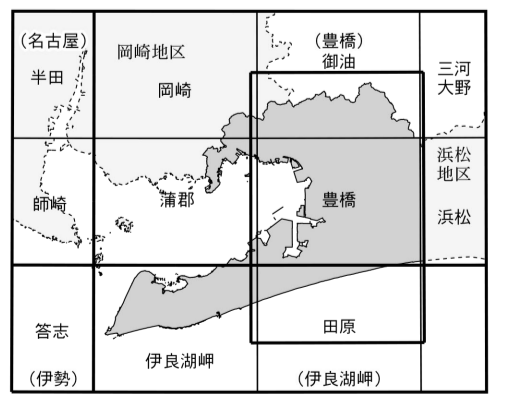 （名古屋）
半田
岡崎地区
岡崎
（豊橋）
御油
三河
大野
師崎
蒲郡
豊橋
浜松
地区
浜松
答志
（伊勢）
伊良湖岬
田原
（伊良湖岬）